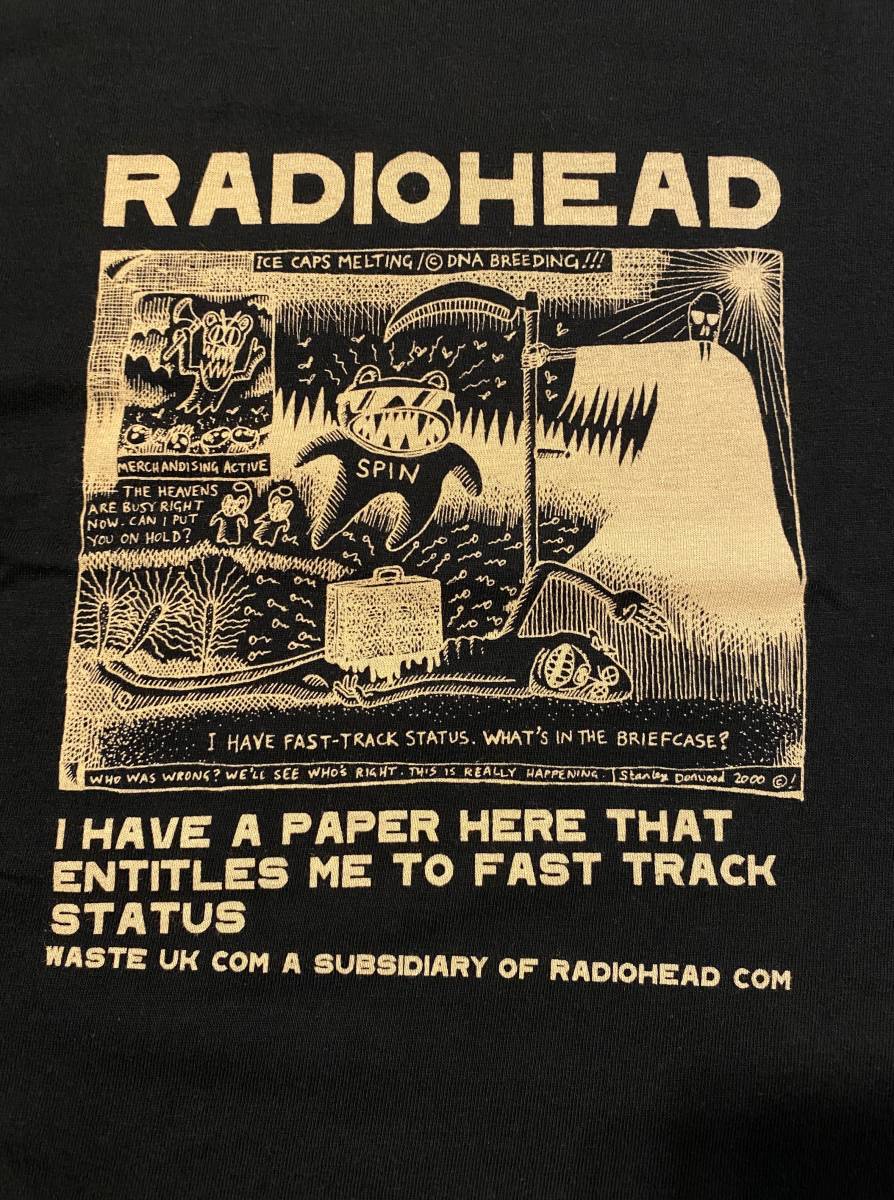 RADIOHEAD
ICE CAPS MELTING/© DNA BREEDING!!!
MERCHANDISING ACTIVE
SPIN
THE HEAVENS
ARE BUSY RIGHT
NOW. CAN I PUT
YOU ON HOLD?
I HAVE FAST-TRACK STATUS. WHAT'S IN THE BRIEFCASE?
WHO WAS WRONG? WE'LL SEE WHO'S RIGHT. THIS IS REALLY HAPPENING. Stanley Donwood 2000 ©!
I HAVE A PAPER HERE THAT
ENTITLES ME TO FAST TRACK
STATUS
WASTE UK COM A SUBSIDIARY OF RADIOHEAD COM